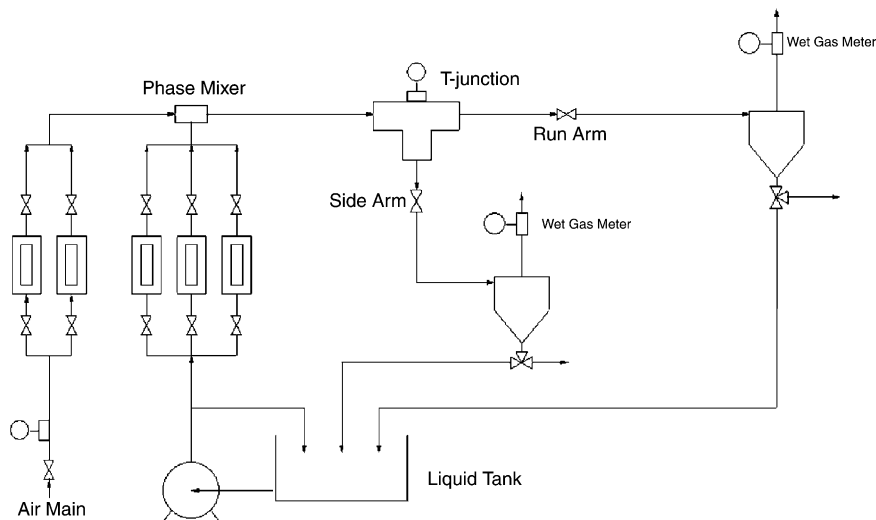 Wet Gas Meter
T-junction
Phase Mixer
Run Arm
Side Arm
Wet Gas Meter
Liquid Tank
Air Main